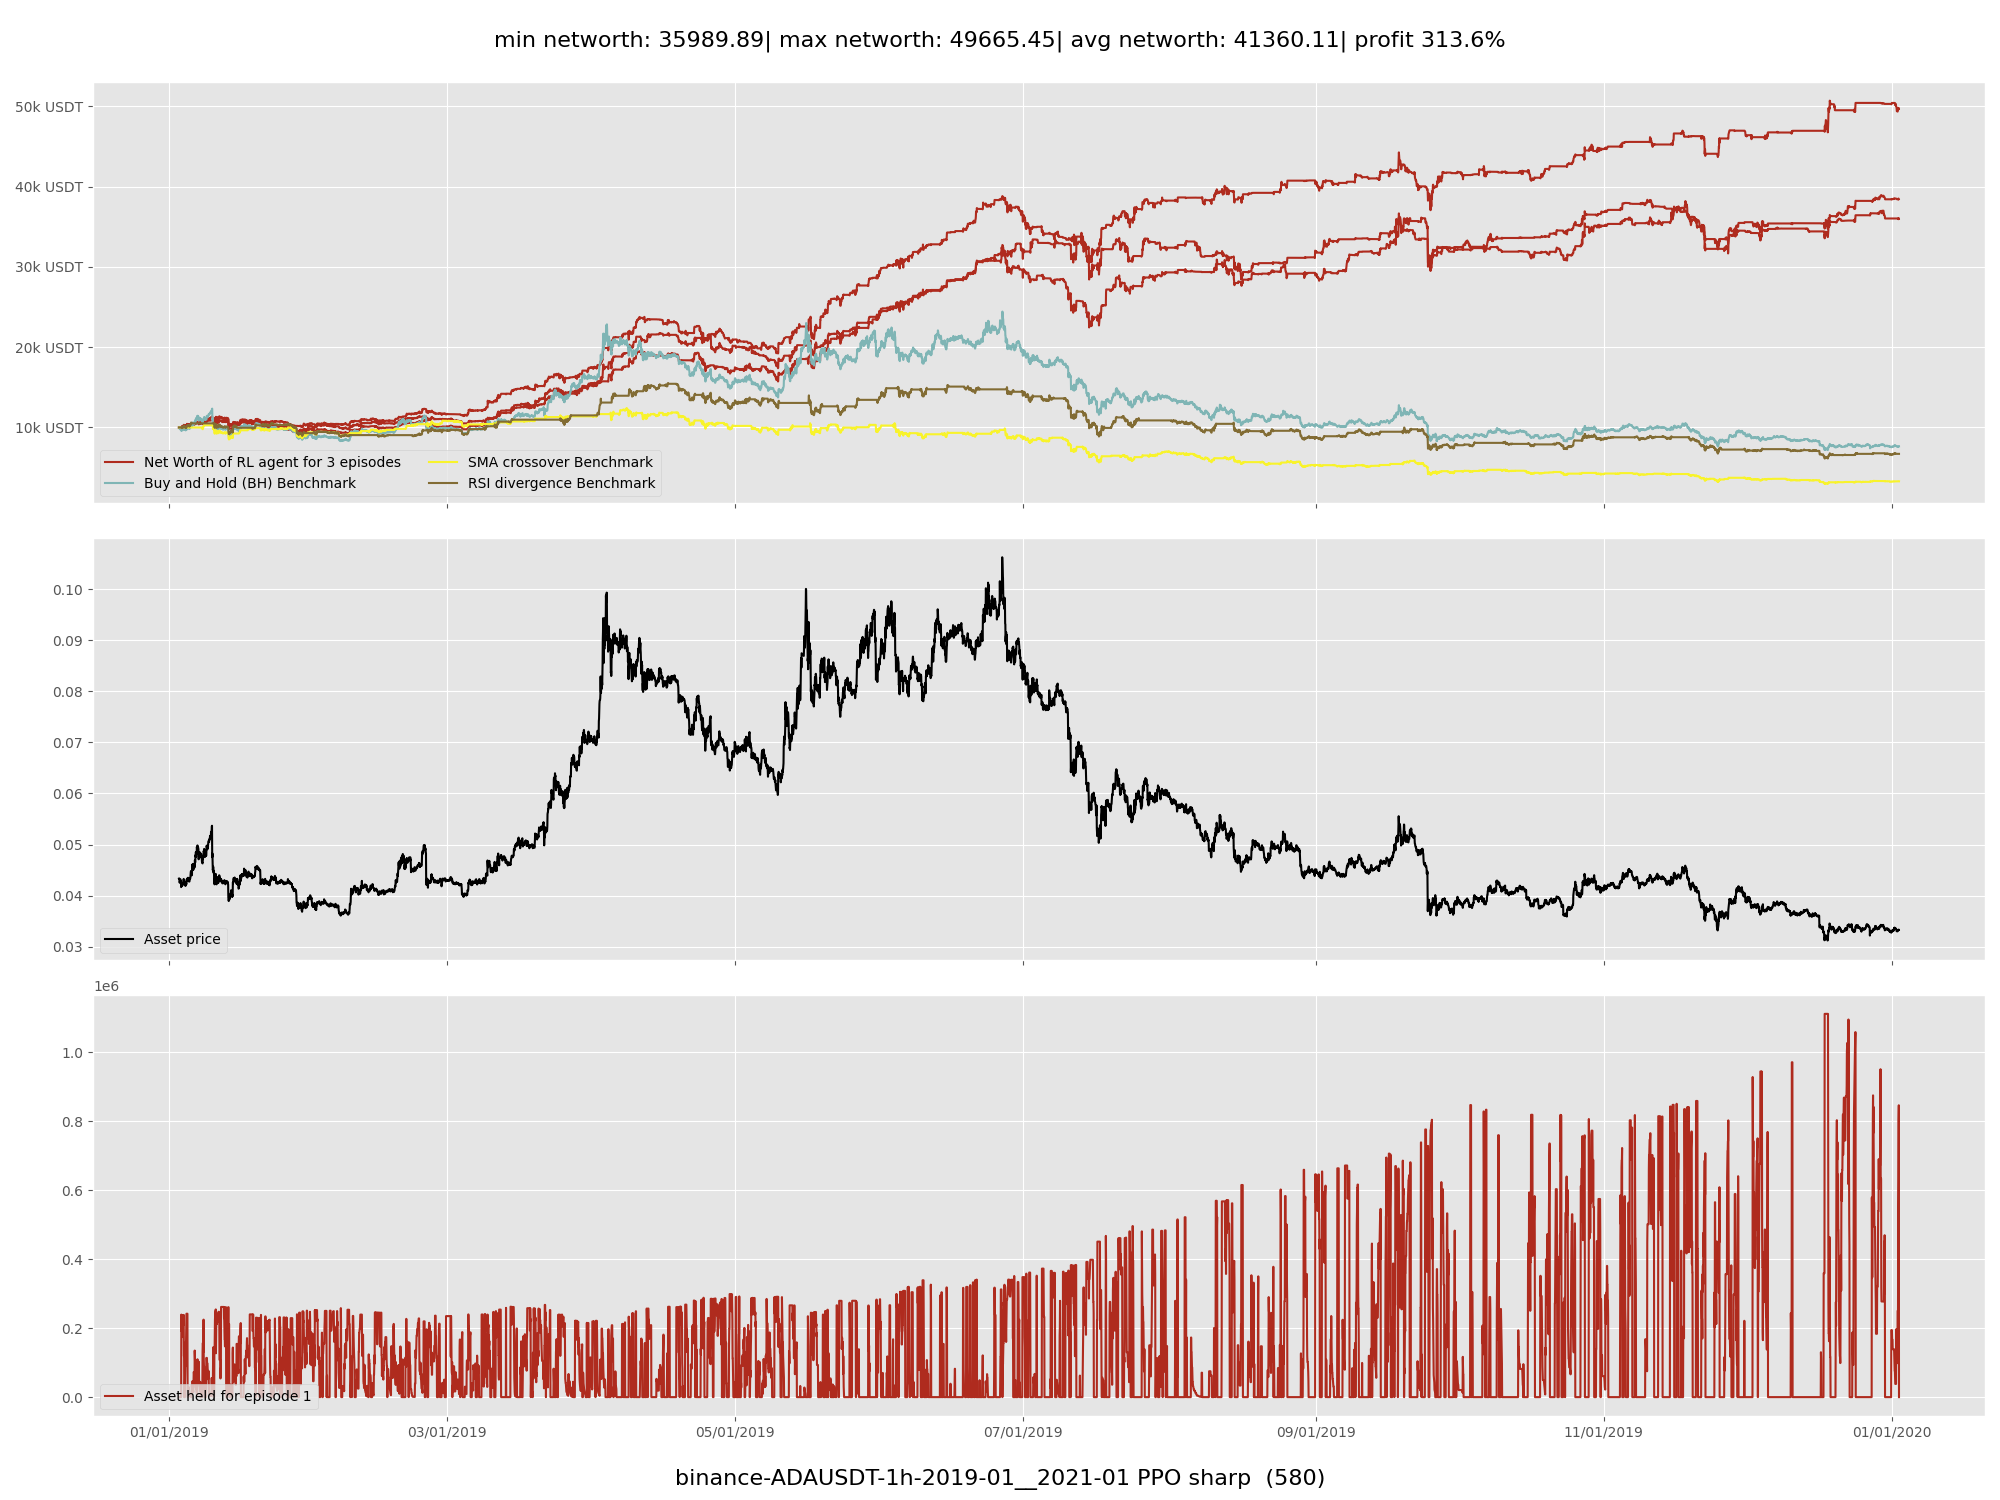 min networth: 35989.89| max networth: 49665.45| avg networth: 41360.11| profit 313.6%
50k USDT
40k USDT
30k USDT
20k USDT
10k USDT
Net Worth of RL agent for 3 episodes
Buy and Hold (BH) Benchmark
SMA crossover Benchmark
RSI divergence Benchmark
0.10
0.09
0.08
0.07
0.06
0.05
0.04
0.03
Asset price
1e6
1.0
0.8
0.6
0.4
0.2
0.0
Asset held for episode 1
01/01/2019
03/01/2019
05/01/2019
07/01/2019
09/01/2019
11/01/2019
01/01/2020
binance-ADAUSDT-1h-2019-01__2021-01 PPO sharp  (580)